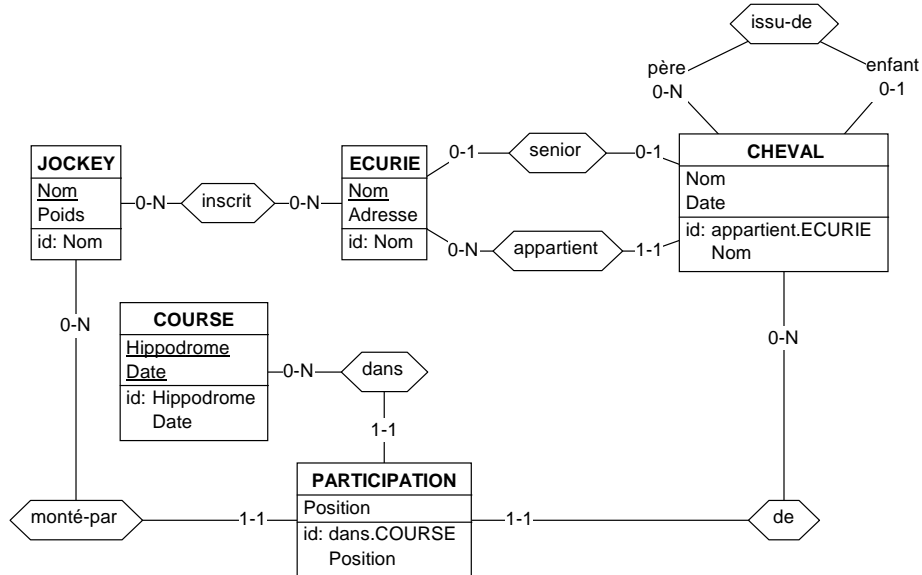 issu-de
père
enfant
0-N
0-1
JOCKEY
Nom
Poids
id: Nom
0-N
inscrit
0-N
ECURIE
Nom
Adresse
id: Nom
0-1
senior
0-1
0-N
appartient
1-1
CHEVAL
Nom
Date
id: appartient.ECURIE
Nom
0-N
COURSE
Hippodrome
Date
id: Hippodrome
Date
0-N
dans
0-N
1-1
PARTICIPATION
Position
id: dans.COURSE
Position
monté-par
1-1
1-1
de